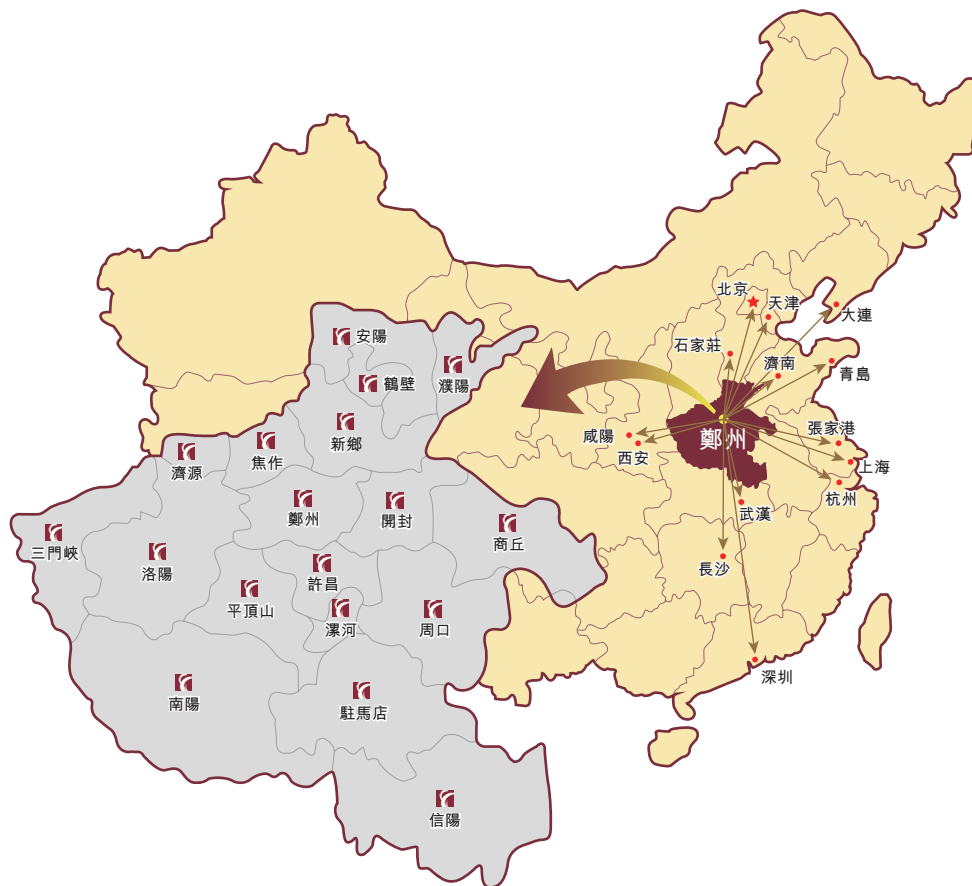 北京
天津
大連
石家莊
濟南
青島
安陽
鶴壁
濮陽
新鄉
焦作
濟源
咸陽
西安
鄭州
張家港
上海
杭州
武漢
長沙
深圳
鄭州
開封
商丘
三門峽
洛陽
許昌
平頂山
漯河
周口
南陽
駐馬店
信陽